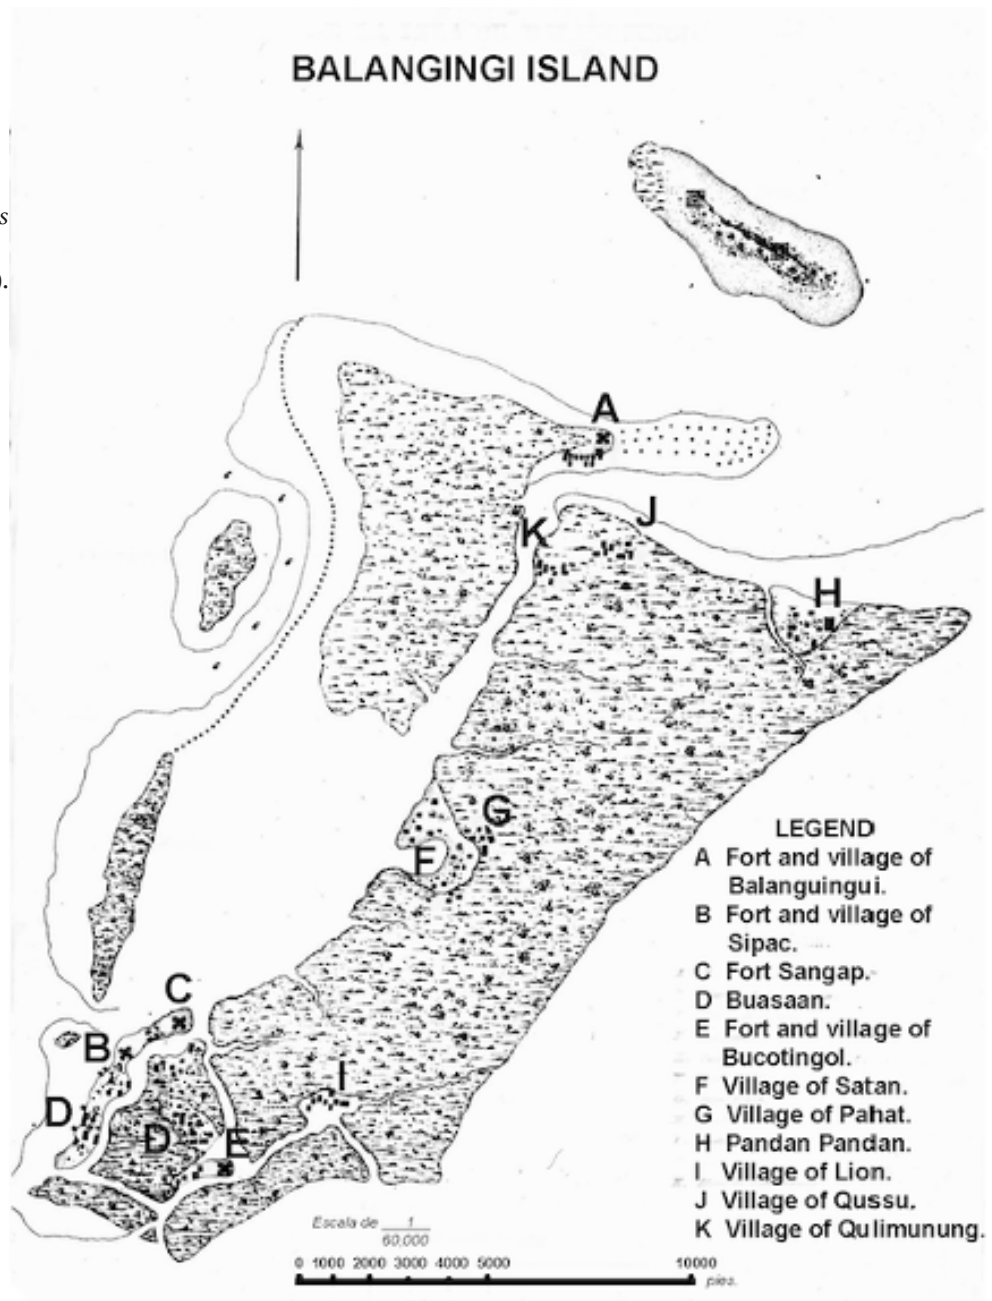 BALANGINGI ISLAND
s
).
A
J
K
H
G
F
C
B
I
D
D
E
LEGEND
A Fort and village of
Balanguingui.
B Fort and village of
Sipac.
C Fort Sangap.
D Buasaan.
E Fort and village of
Bucotingol.
F Village of Satan.
G Village of Pahat.
H Pandan Pandan.
I Village of Lion.
J Village of Qussu.
K Village of Qulimunung.
Escala de 1
60,000
0 1000 2000 3000 4000 5000 10000
pies.